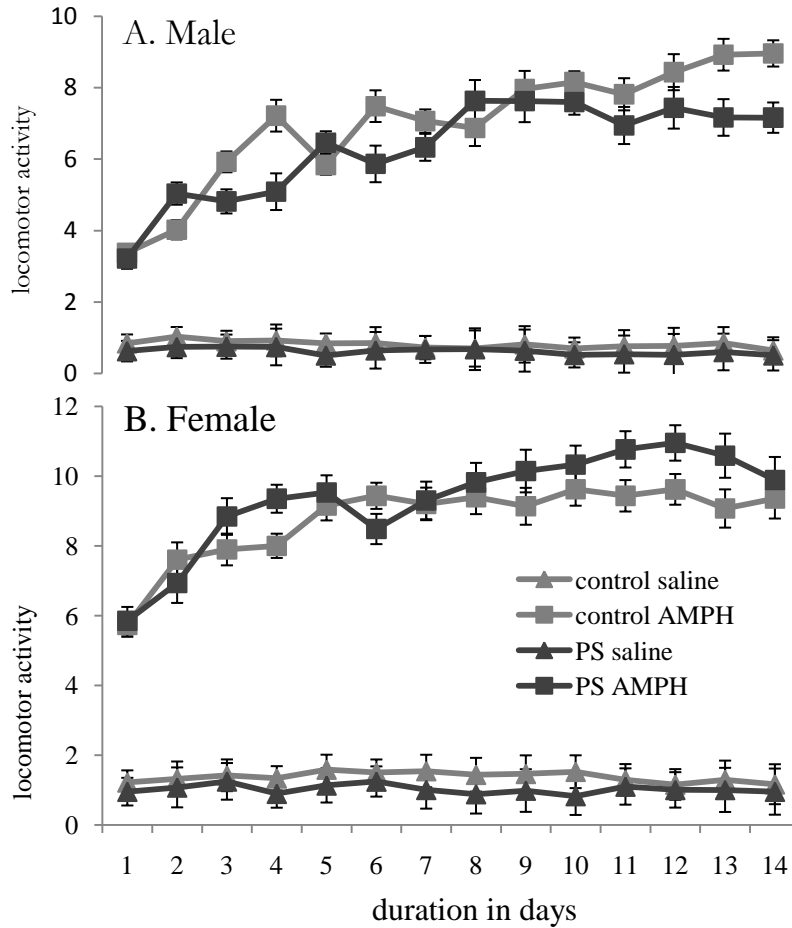 A. Male
10
8
6
4
2
0
locomotor activity
B. Female
12
10
8
6
4
2
0
locomotor activity
control saline
control AMPH
PS saline
PS AMPH
1 2 3 4 5 6 7 8 9 10 11 12 13 14
duration in days